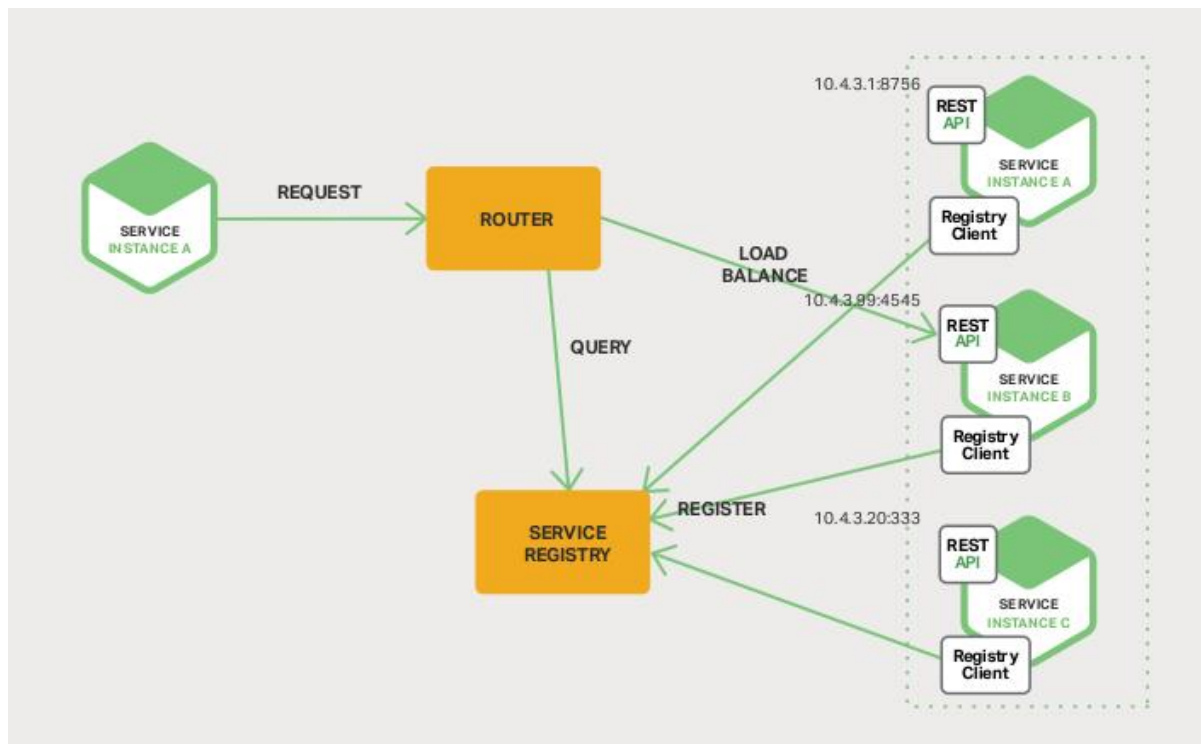 10.4.3.1:8756
REST
API
SERVICE
INSTANCE A
Registry
Client
SERVICE
INSTANCE A
REQUEST
ROUTER
LOAD
BALANCE
10.4.3.99:4545
REST
API
SERVICE
INSTANCE B
Registry
Client
QUERY
SERVICE
REGISTRY
REGISTER
10.4.3.20:333
REST
API
SERVICE
INSTANCE C
Registry
Client